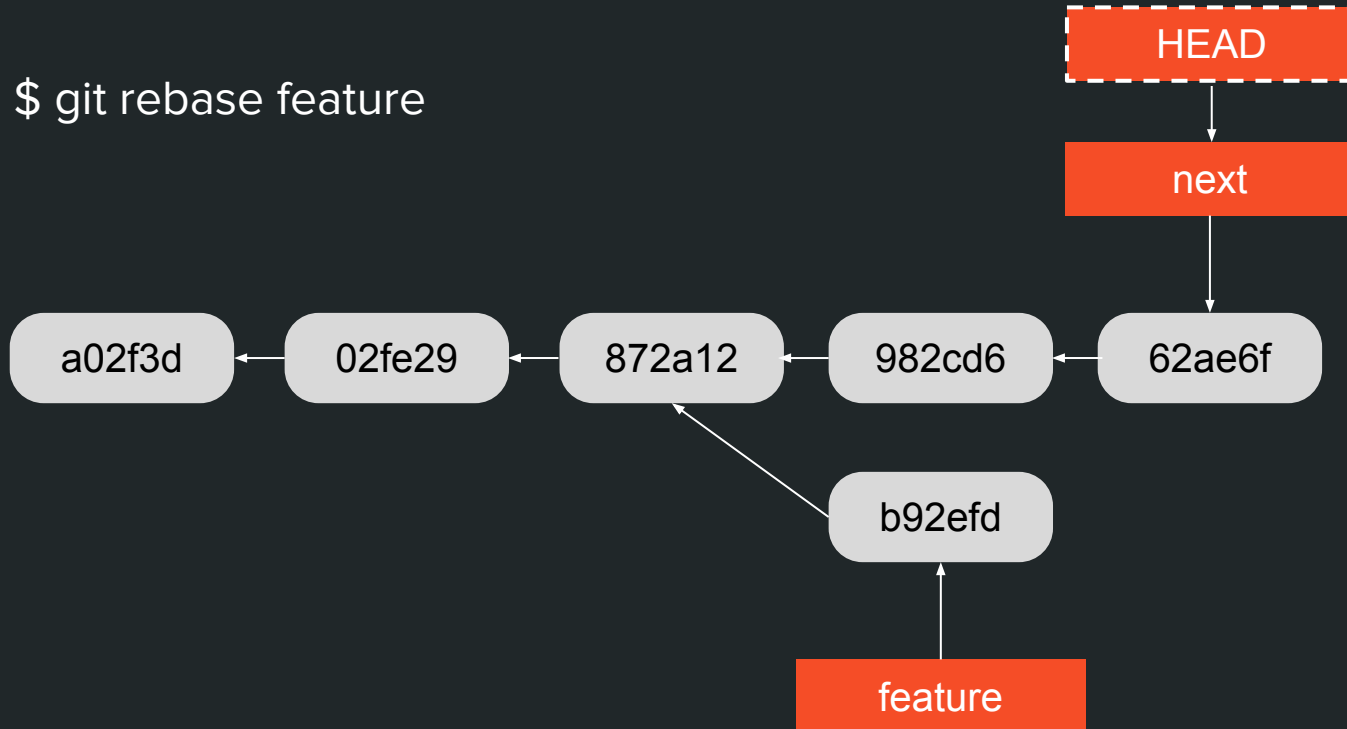 HEAD
$ git rebase feature
next
a02f3d
02fe29
872a12
982cd6
62ae6f
b92efd
feature